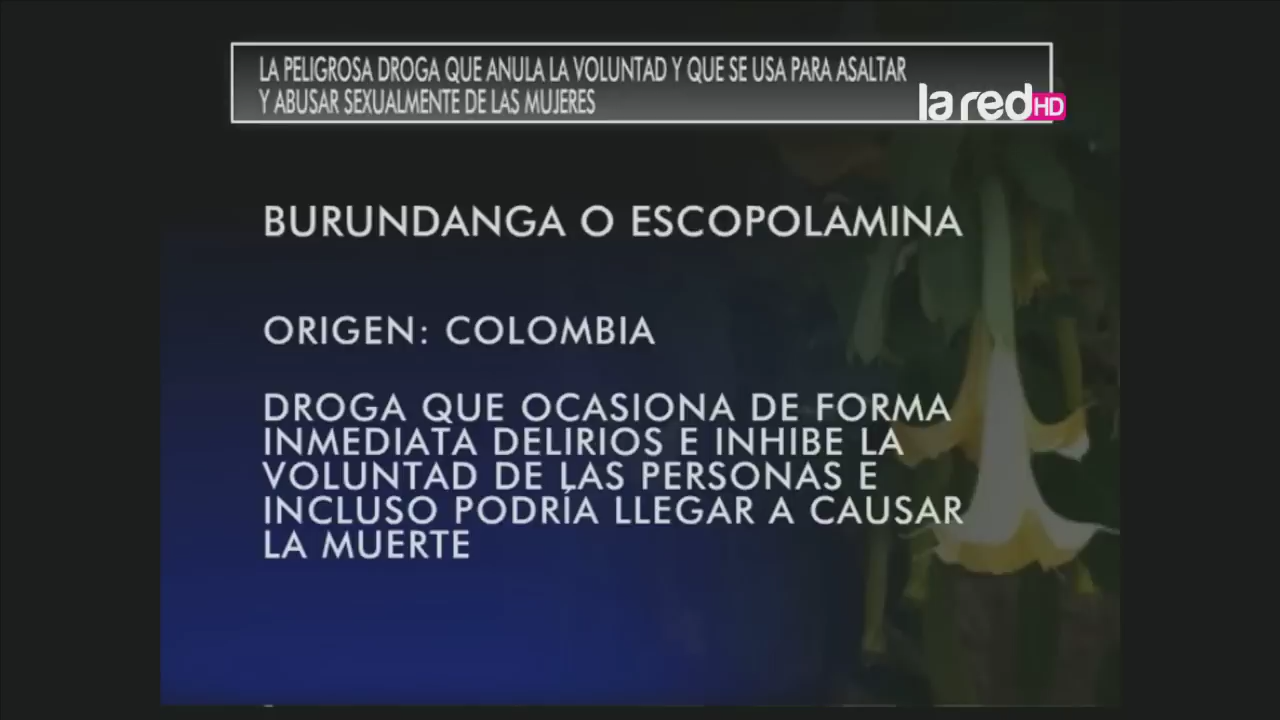 LA PELIGROSA DROGA QUE ANULA LA VOLUNTAD Y QUE SE USA PARA ASALTAR
Y ABUSAR SEXUALMENTE DE LAS MUJERES
la red HD
BURUNDANGA O ESCOPOLAMINA
ORIGEN: COLOMBIA
DROGA QUE OCASIONA DE FORMA
INMEDIATA DELIRIOS E INHIBE LA
VOLUNTAD DE LAS PERSONAS E
INCLUSO PODRÍA LLEGAR A CAUSAR
LA MUERTE